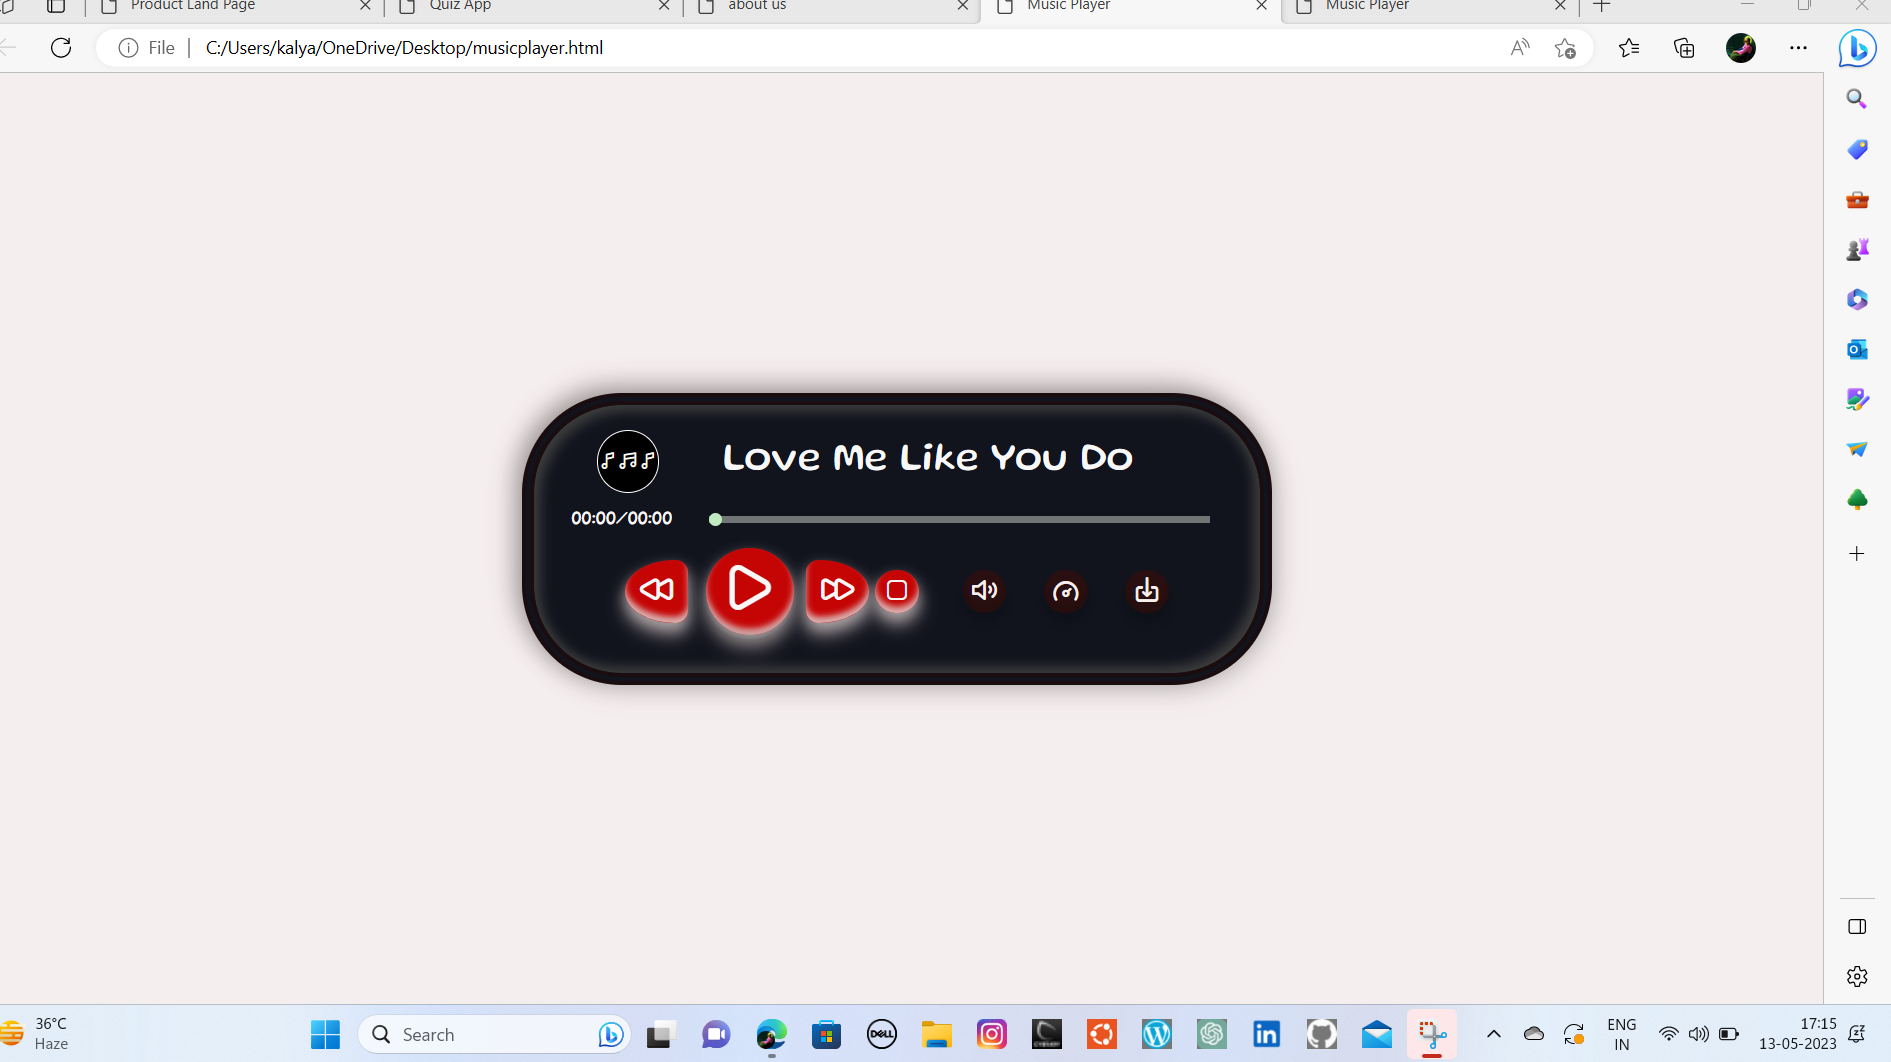 Product Land Page
Quiz App
about us
Music Player
Music Player
File
C:/Users/kalya/OneDrive/Desktop/musicplayer.html
Love Me Like You Do
00:00/00:00
36°C
Haze
Search
DELL
ENG
IN
17:15
13-05-2023